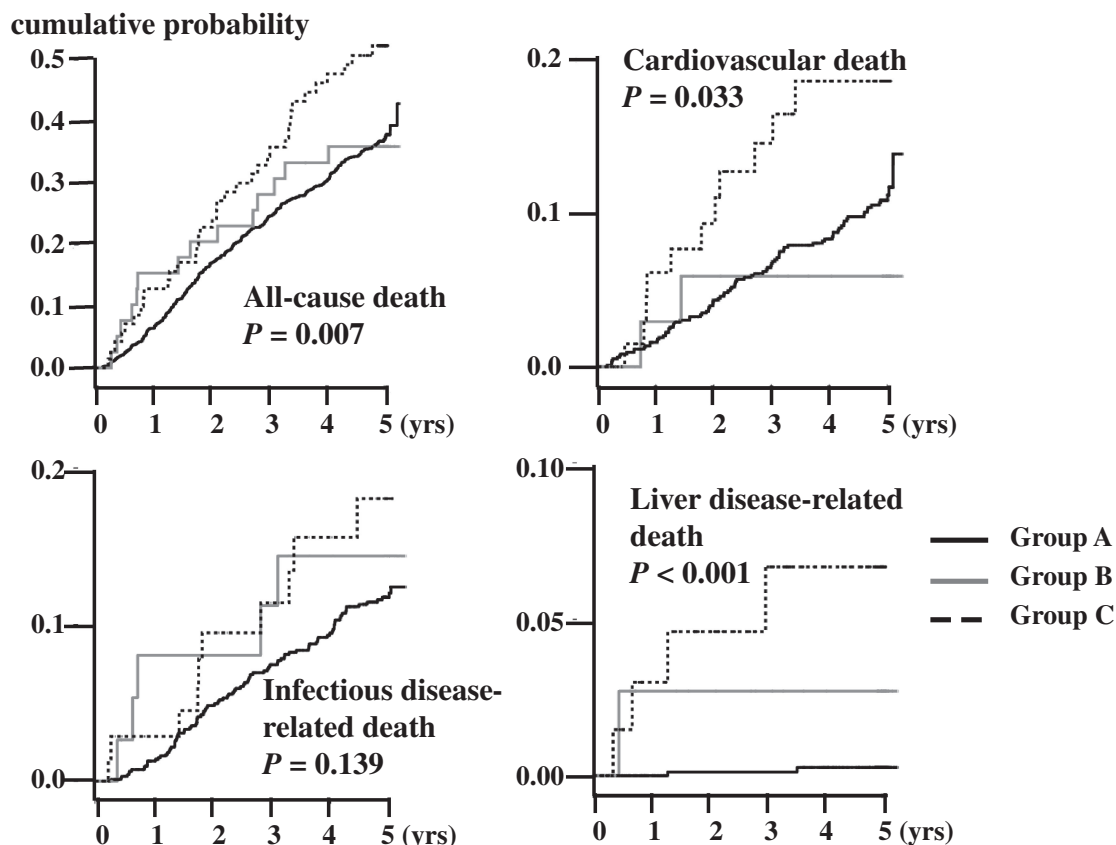 cumulative probability
0.5
0.4
0.3
0.2
0.1
0.0
All-cause death
P = 0.007
0 1 2 3 4 5 (yrs)
0.2
0.1
0.0
Cardiovascular death
P = 0.033
0 1 2 3 4 5 (yrs)
0.2
0.1
0.0
Infectious disease-
related death
P = 0.139
0 1 2 3 4 5 (yrs)
0.10
0.05
0.00
Liver disease-related
death
P < 0.001
0 1 2 3 4 5 (yrs)
Group A
Group B
Group C